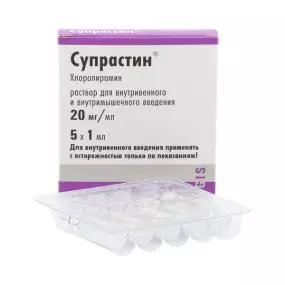 Супрастин®
Хлоропирамин
раствор для внутривенного
и внутримышечного введения
20 мг/мл
5 x 1 мл
Для внутривенного введения применять
с осторожностью только по показаниям!
GIS